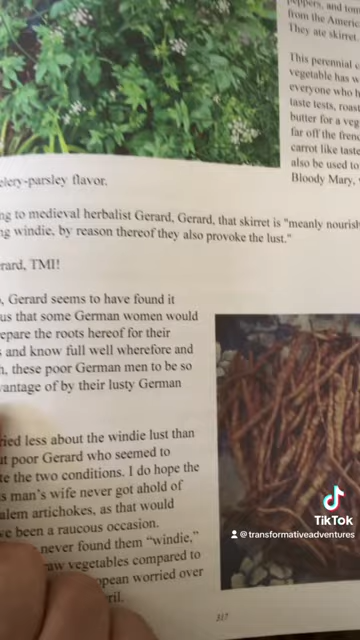 peppers, and tom
from the Americ
They ate skirret.
This perennial c
vegetable has w
everyone who h
taste tests, roast
butter for a veg
far off the fren
carrot like taste
also be used to
Bloody Mary,
elery-parsley flavor.
ng to medieval herbalist Gerard, Gerard, that skirret is "meanly nourish
ng windie, by reason thereof they also provoke the lust."
rard, TMI!
, Gerard seems to have found it
us that some German women would
epare the roots hereof for their
s and know full well wherefore and
n, these poor German men to be so
vantage of by their lusty German
ried less about the windie lust than
ut poor Gerard who seemed to
te the two conditions. I do hope the
s man's wife never got ahold of
alem artichokes, as that would
ve been a raucous occasion.
never found them "windie,"
raw vegetables compared to
opean worried over
ril.
317
TikTok
@transformativeadventures